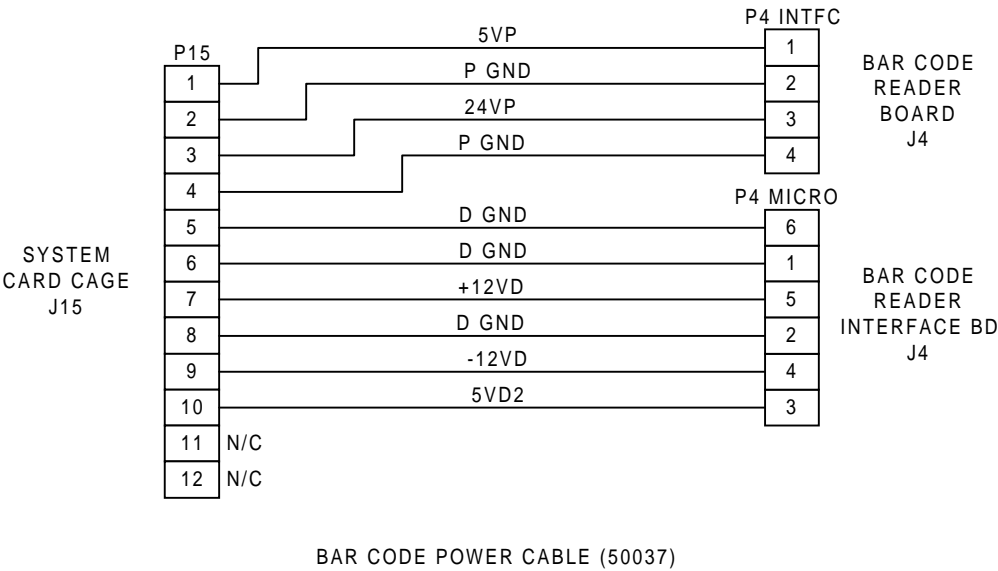 P4 INTFC
5VP
P15
1
1
P GND
2
BAR CODE
READER
BOARD
J4
2
24VP
3
3
P GND
4
4
P4 MICRO
5
D GND
6
SYSTEM
CARD CAGE
J15
6
D GND
1
BAR CODE
READER
INTERFACE BD
J4
7
+12VD
5
8
D GND
2
9
-12VD
4
10
5VD2
3
11 N/C
12 N/C
BAR CODE POWER CABLE (50037)